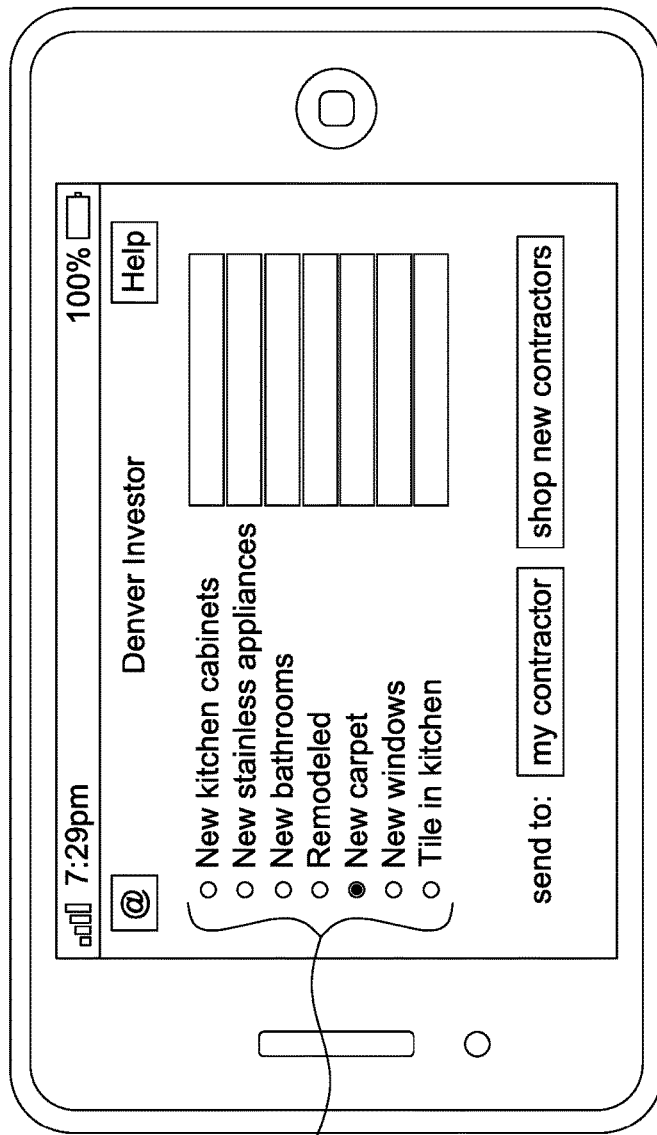 7:29pm 100%
@ Denver Investor Help
New kitchen cabinets
New stainless appliances
New bathrooms
Remodeled
New carpet
New windows
Tile in kitchen
send to: my contractor shop new contractors